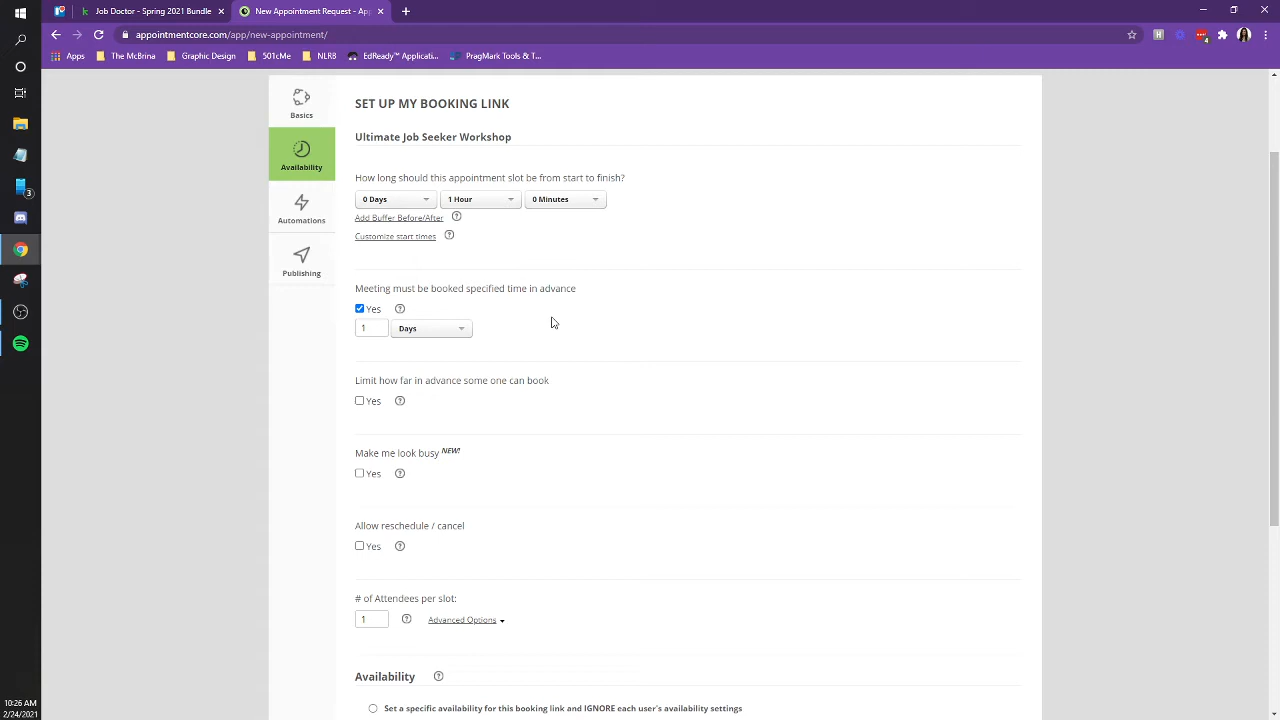 Job Doctor - Spring 2021 Bundle
New Appointment Request - Ap
appointmentcore.com/app/new-appointment/
Apps
The McBrina
Graphic Design
501cMe
NLR8
EdReady™ Applicati...
PragMark Tools & T...
4
Basics
Availability
Automations
Publishing
SET UP MY BOOKING LINK
Ultimate Job Seeker Workshop
How long should this appointment slot be from start to finish?
0 Days
1 Hour
0 Minutes
Add Buffer Before/After
Customize start times
Meeting must be booked specified time in advance
Yes
1
Days
Limit how far in advance some one can book
Yes
Make me look busy NEW!
Yes
Allow reschedule / cancel
Yes
# of Attendees per slot:
1
Advanced Options
Availability
Set a specific availability for this booking link and IGNORE each user's availability settings
3
10:26 AM
2/24/2021